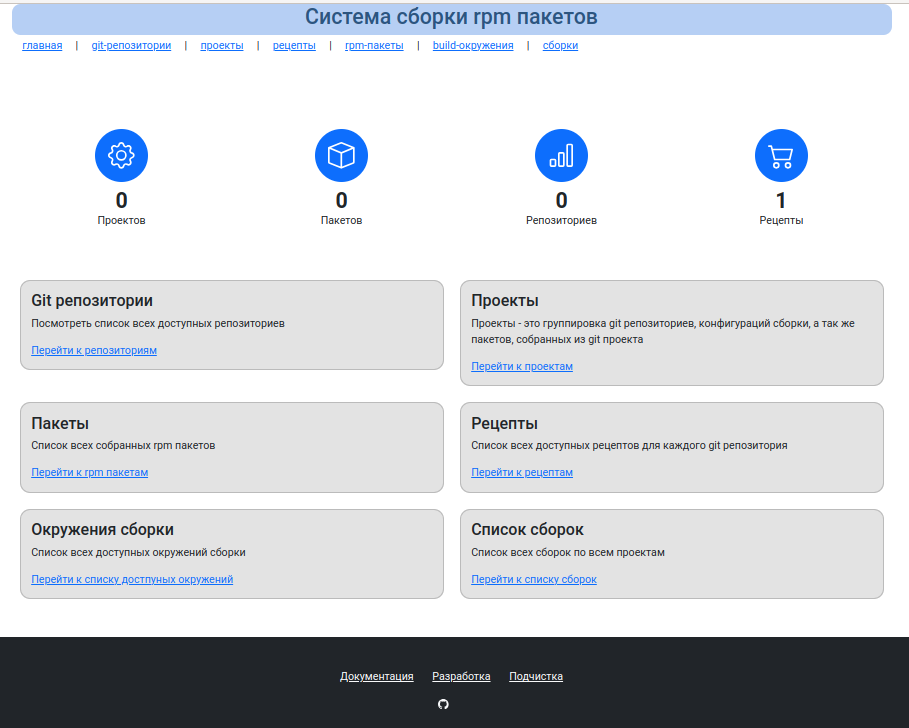 Система сборки rpm пакетов
главная | git-репозитории | проекты | рецепты | rpm-пакеты | build-окружения | сборки
0
Проектов
0
Пакетов
0
Репозиториев
1
Рецепты
Git репозитории
Посмотреть список всех доступных репозиториев
Перейти к репозиториям
Проекты
Проекты - это группировка git репозиториев, конфигураций сборки, а так же
пакетов, собранных из git проекта
Перейти к проектам
Пакеты
Список всех собранных rpm пакетов
Перейти к rpm пакетам
Рецепты
Список всех доступных рецептов для каждого git репозитория
Перейти к рецептам
Окружения сборки
Список всех доступных окружений сборки
Перейти к списку достпуных окружений
Список сборок
Список всех сборок по всем проектам
Перейти к списку сборок
Документация Разработка Подчистка